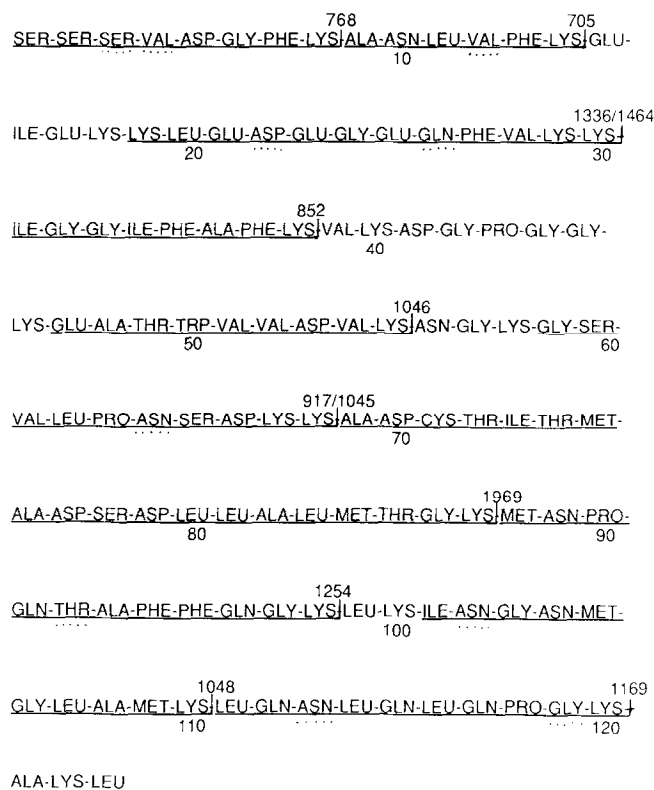 768 705
SER-SER-SER-VAL-ASP-GLY-PHE-LYS ALA-ASN-LEU-VAL-PHE-LYS GLU-
10
1336/1464
ILE-GLU-LYS-LYS-LEU-GLU-ASP-GLU-GLY-GLU-GLN-PHE-VAL-LYS-LYS
20 30
852
ILE-GLY-GLY-ILE-PHE-ALA-PHE-LYS VAL-LYS-ASP-GLY-PRO-GLY-GLY-
40
1046
LYS-GLU-ALA-THR-TRP-VAL-VAL-ASP-VAL-LYS ASN-GLY-LYS-GLY-SER-
50 60
917/1045
VAL-LEU-PRO-ASN-SER-ASP-LYS-LYS ALA-ASP-CYS-THR-ILE-THR-MET-
70
1969
ALA-ASP-SER-ASP-LEU-LEU-ALA-LEU-MET-THR-GLY-LYS MET-ASN-PRO-
80 90
1254
GLN-THR-ALA-PHE-PHE-GLN-GLY-LYS LEU-LYS-ILE-ASN-GLY-ASN-MET-
100
1048 1169
GLY-LEU-ALA-MET-LYS LEU-GLN-ASN-LEU-GLN-LEU-GLN-PRO-GLY-LYS
110 120
ALA-LYS-LEU